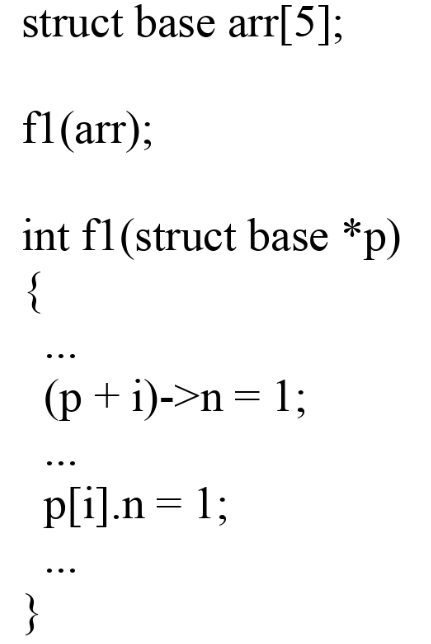 struct base arr[5];
f1(arr);
int f1(struct base *p)
{
...
(p + i)->n = 1;
...
p[i].n = 1;
...
}